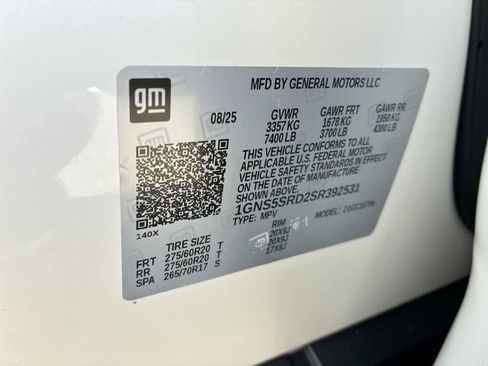 gm
MFD BY GENERAL MOTORS LLC
08/25 GVWR GAWR FRT GAWR RR
3357 KG 1678 KG 1950 KG
7400 LB 3700 LB 4300 LB
THIS VEHICLE CONFORMS TO ALL
APPLICABLE U.S. FEDERAL MOTOR
VEHICLE SAFETY STANDARDS
IN EFFECT ON THE
DATE OF MANUFACTURE
SHOWN ABOVE.
1GNS5SRD2SR392531
TYPE: MPV MODEL:
140X
TIRE SIZE RIM
FRT 275/60R20 T 20X9J
RR 275/60R20 T 20X9J
SPA 265/70R17 S 17X8J